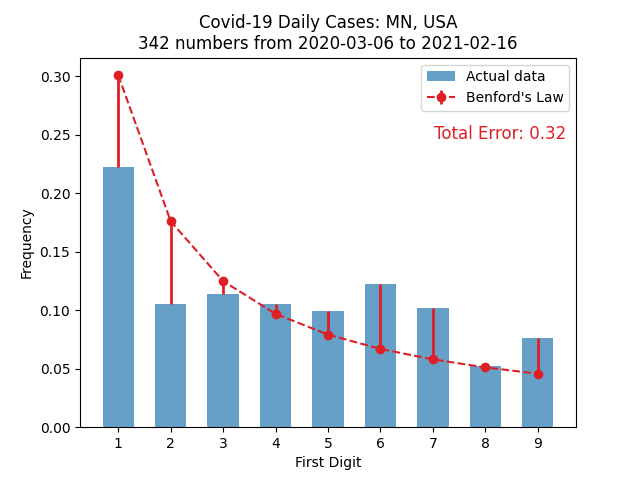 Covid-19 Daily Cases: MN, USA
342 numbers from 2020-03-06 to 2021-02-16
Actual data
Benford's Law
Total Error: 0.32
0.30
0.25
0.20
0.15
0.10
0.05
0.00
Frequency
1 2 3 4 5 6 7 8 9
First Digit